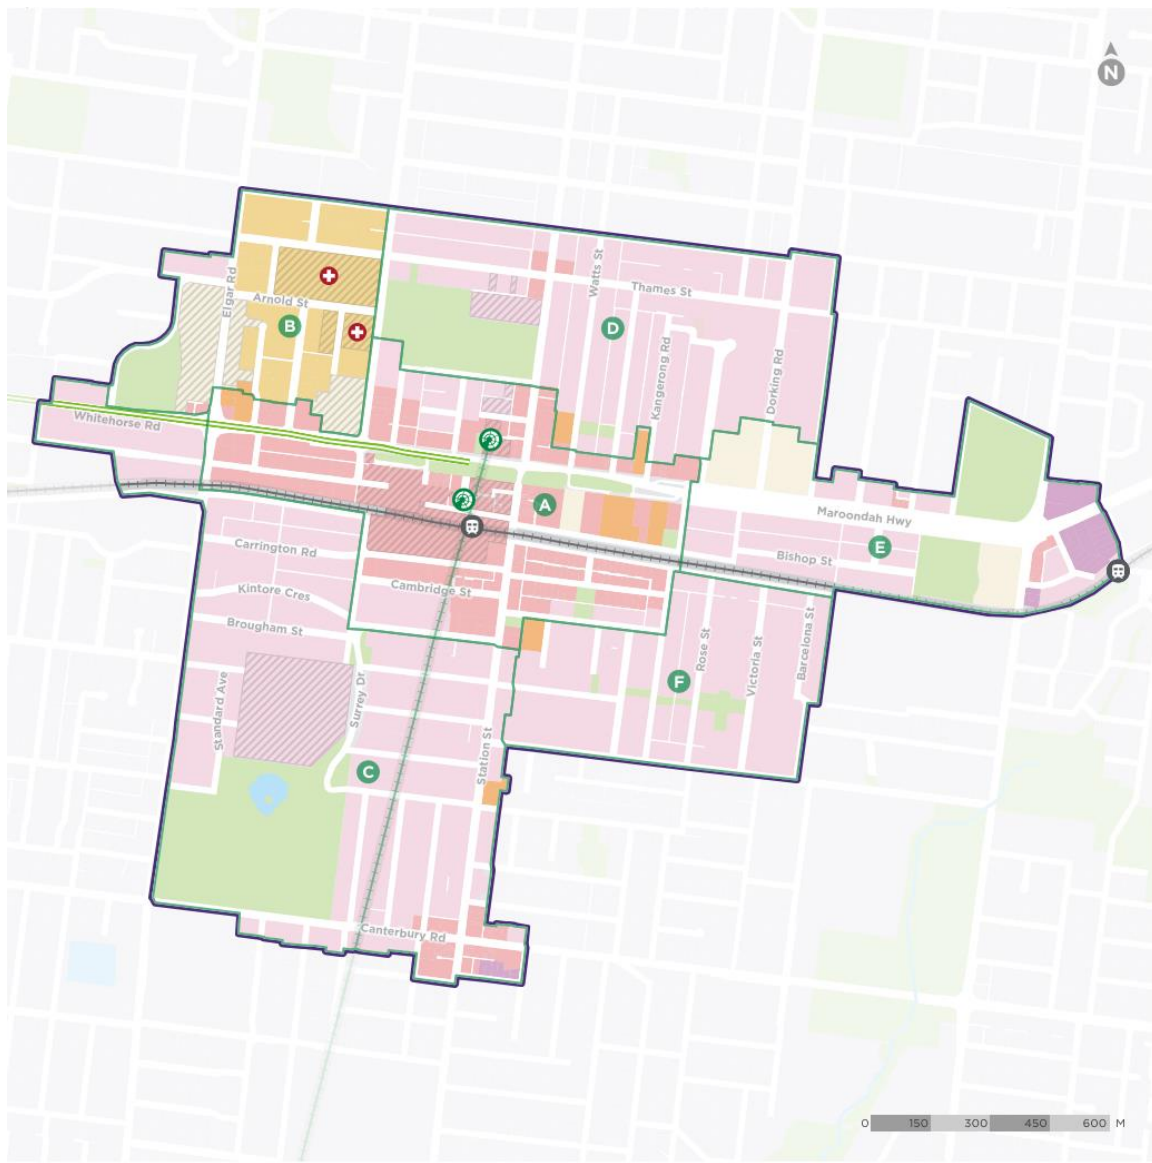 N
Watts St
Thames St
Elgar Rd
Arnold St
B
D
Kangerong Rd
Dorking Rd
Whitehorse Rd
A
Maroondah Hwy
E
Bishop St
Carrington Rd
Kintore Cres
Cambridge St
Brougham St
Rose St
Victoria St
Barcelona St
F
Standard Ave
Surrey Dr
Station St
C
Canterbury Rd
0 150 300 450 600 M